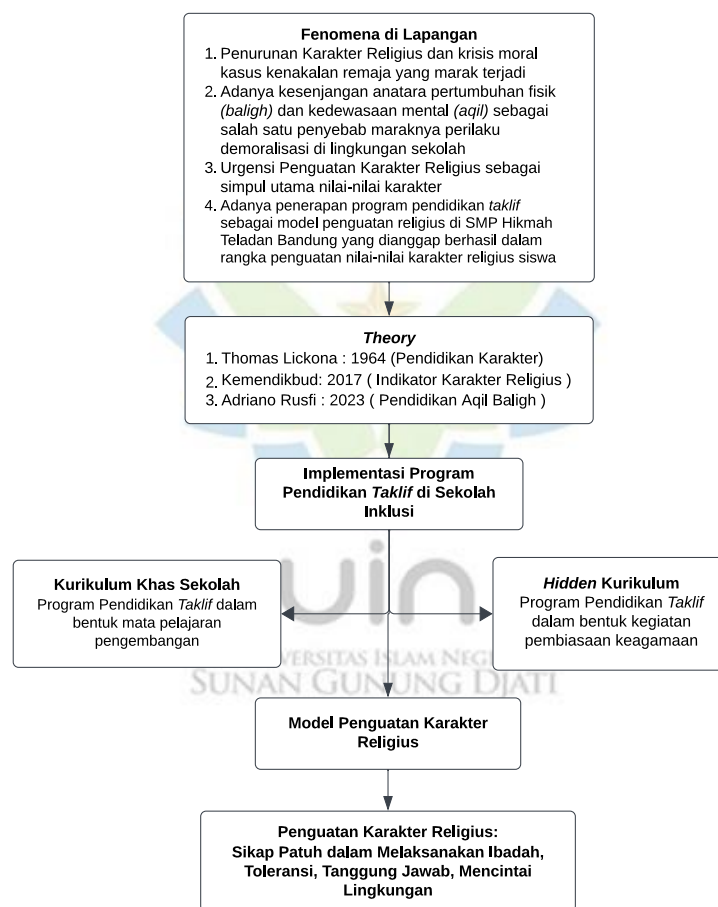 Fenomena di Lapangan
1. Penurunan Karakter Religius dan krisis moral
kasus kenakalan remaja yang marak terjadi
2. Adanya kesenjangan anatara pertumbuhan fisik
(baligh) dan kedewasaan mental (aqil) sebagai
salah satu penyebab maraknya perilaku
demoralisasi di lingkungan sekolah
3. Urgensi Penguatan Karakter Religius sebagai
simpul utama nilai-nilai karakter
4. Adanya penerapan program pendidikan taklif
sebagai model penguatan religius di SMP Hikmah
Teladan Bandung yang dianggap berhasil dalam
rangka penguatan nilai-nilai karakter religius siswa
Theory
1. Thomas Lickona : 1964 (Pendidikan Karakter)
2. Kemendikbud: 2017 ( Indikator Karakter Religius )
3. Adriano Rusfi : 2023 ( Pendidikan Aqil Baligh )
Implementasi Program
Pendidikan Taklif di Sekolah
Inklusi
Kurikulum Khas Sekolah
Program Pendidikan Taklif dalam
bentuk mata pelajaran
pengembangan
Hidden Kurikulum
Program Pendidikan Taklif
dalam bentuk kegiatan
pembiasaan keagamaan
uin
SUNAN GUNUNG DJATI
Model Penguatan Karakter
Religius
Penguatan Karakter Religius:
Sikap Patuh dalam Melaksanakan Ibadah,
Toleransi, Tanggung Jawab, Mencintai
Lingkungan